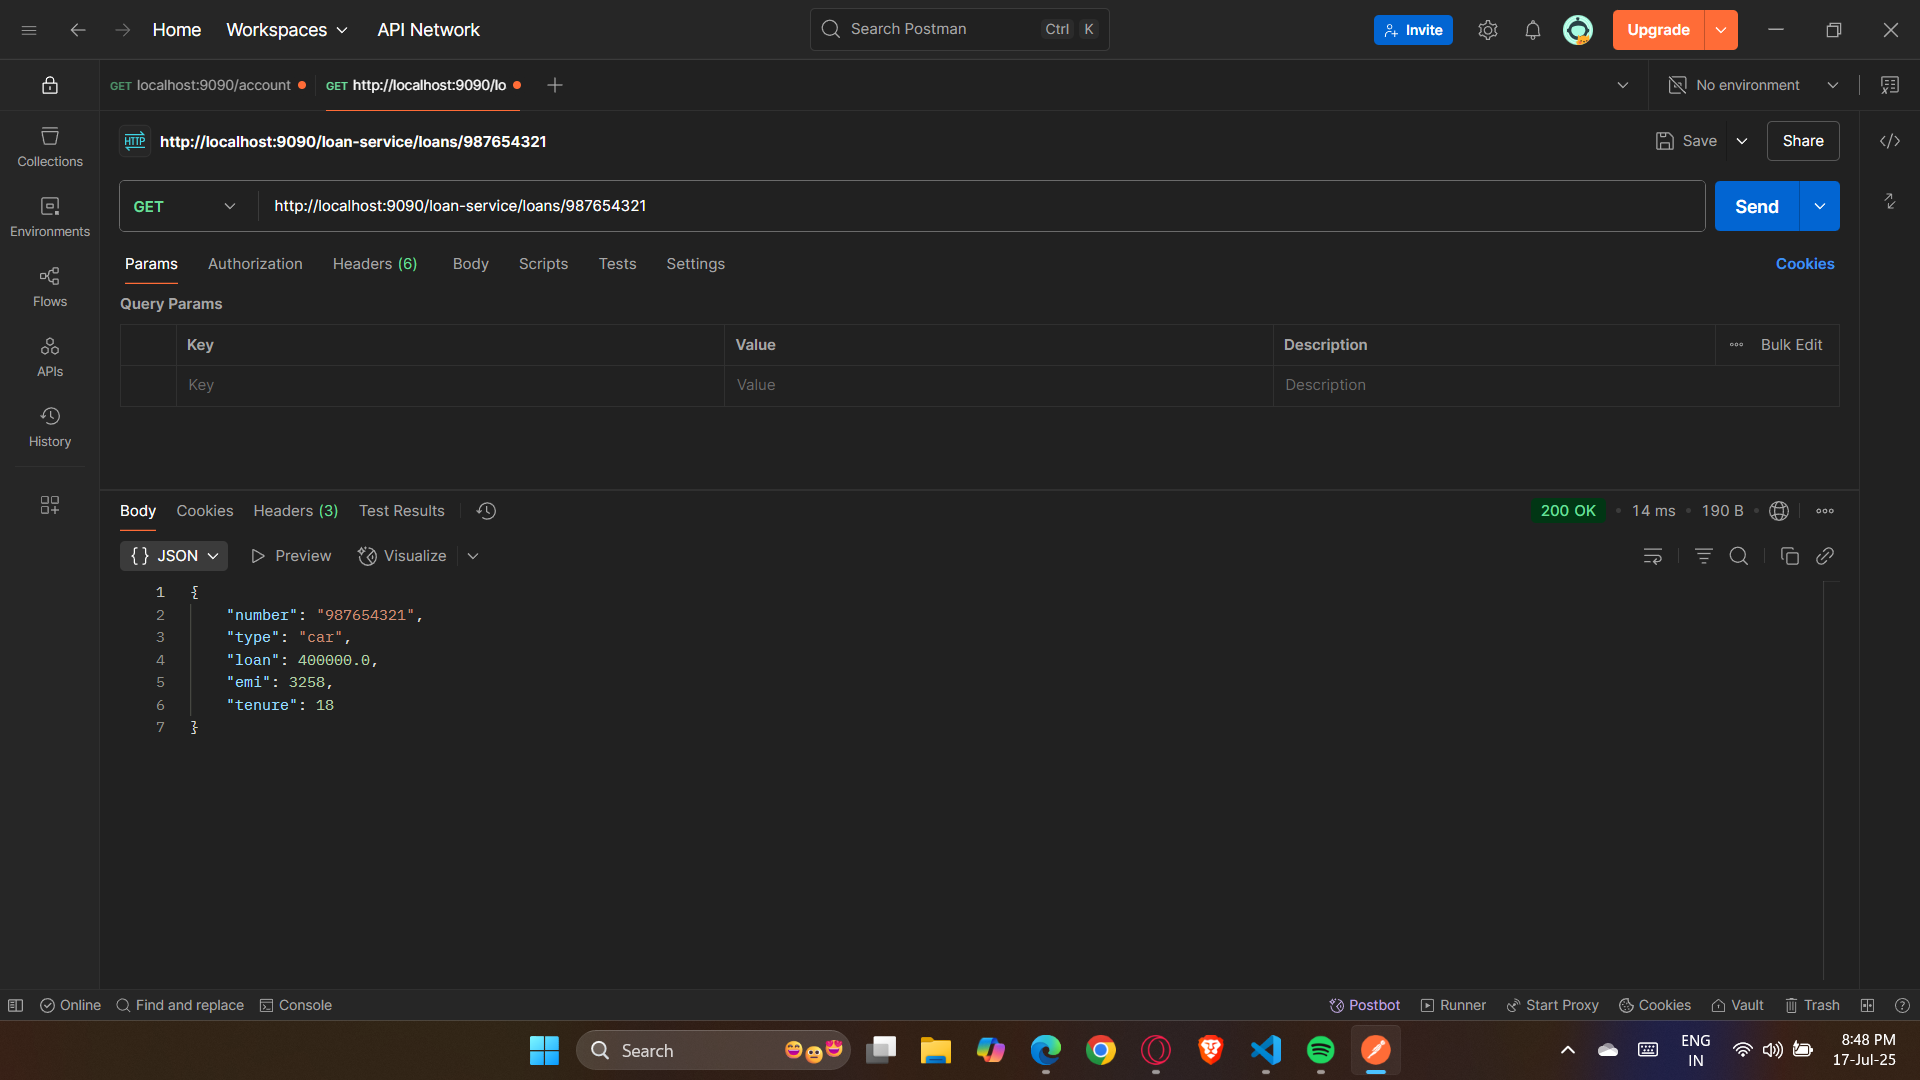 Home Workspaces API Network Search Postman Ctrl K Invite Upgrade
GET localhost:9090/account GET http://localhost:9090/lo No environment
HTTP http://localhost:9090/loan-service/loans/987654321 Save Share
GET http://localhost:9090/loan-service/loans/987654321 Send
Collections
Environments
Flows
APIs
History
Params Authorization Headers (6) Body Scripts Tests Settings Cookies
Query Params
Key Value Description Bulk Edit
Key Value Description
Body Cookies Headers (3) Test Results 200 OK 14 ms 190 B
{} JSON Preview Visualize
1 {
2 "number": "987654321",
3 "type": "car",
4 "loan": 400000.0,
5 "emi": 3258,
6 "tenure": 18
7 }
Online Find and replace Console Postbot Runner Start Proxy Cookies Vault Trash
Search ENG 8:48 PM
IN 17-Jul-25